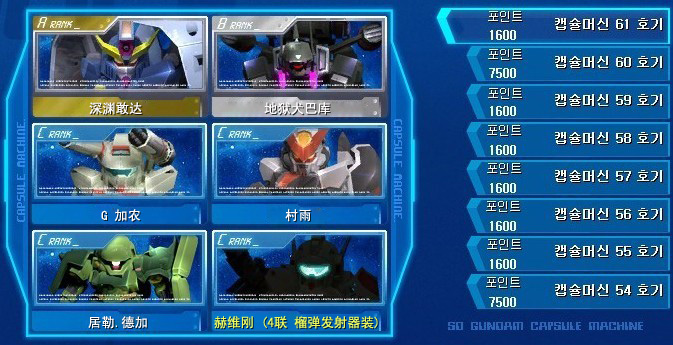 A RANK_
B RANK_
深渊敢达
地狱犬巴库
C RANK_
C RANK_
G 加农
村雨
C RANK_
C RANK_
居勒.德加
赫维刚 (4联 榴弹发射器装)
CAPSULE MACHINE
CAPSULE MACHINE
포인트 캡슐머신 61 호기
1600
포인트 캡슐머신 60 호기
7500
포인트 캡슐머신 59 호기
1600
포인트 캡슐머신 58 호기
1600
포인트 캡슐머신 57 호기
1600
포인트 캡슐머신 56 호기
1600
포인트 캡슐머신 55 호기
1600
포인트 캡슐머신 54 호기
7500
SD GUNDAM CAPSULE MACHINE